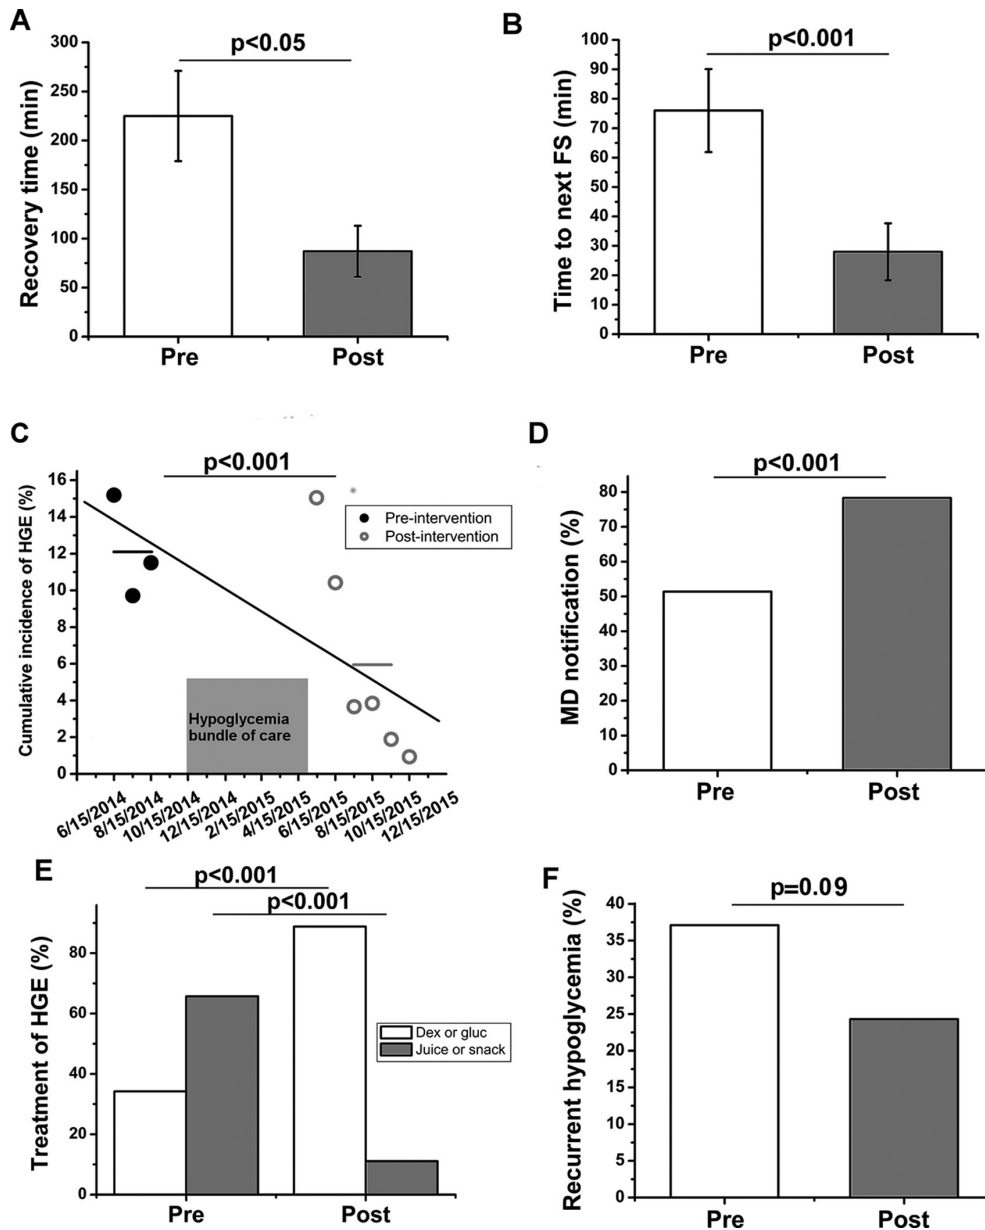 A
p<0.05
Recovery time (min)
300
250
200
150
100
50
0
Pre
Post
B
p<0.001
Time to next FS (min)
100
90
80
70
60
50
40
30
20
10
0
Pre
Post
C
p<0.001
Cumulative incidence of HGE (%)
16
14
12
10
8
6
4
2
0
Pre-intervention
Post-intervention
Hypoglycemia
bundle of care
6/15/2014
8/15/2014
10/15/2014
12/15/2014
2/15/2015
4/15/2015
6/15/2015
8/15/2015
10/15/2015
12/15/2015
D
p<0.001
MD notification (%)
80
70
60
50
40
30
20
10
0
Pre
Post
E
p<0.001
p<0.001
Treatment of HGE (%)
80
60
40
20
0
Dex or gluc
Juice or snack
Pre
Post
F
p=0.09
Recurrent hypoglycemia (%)
40
35
30
25
20
15
10
5
0
Pre
Post